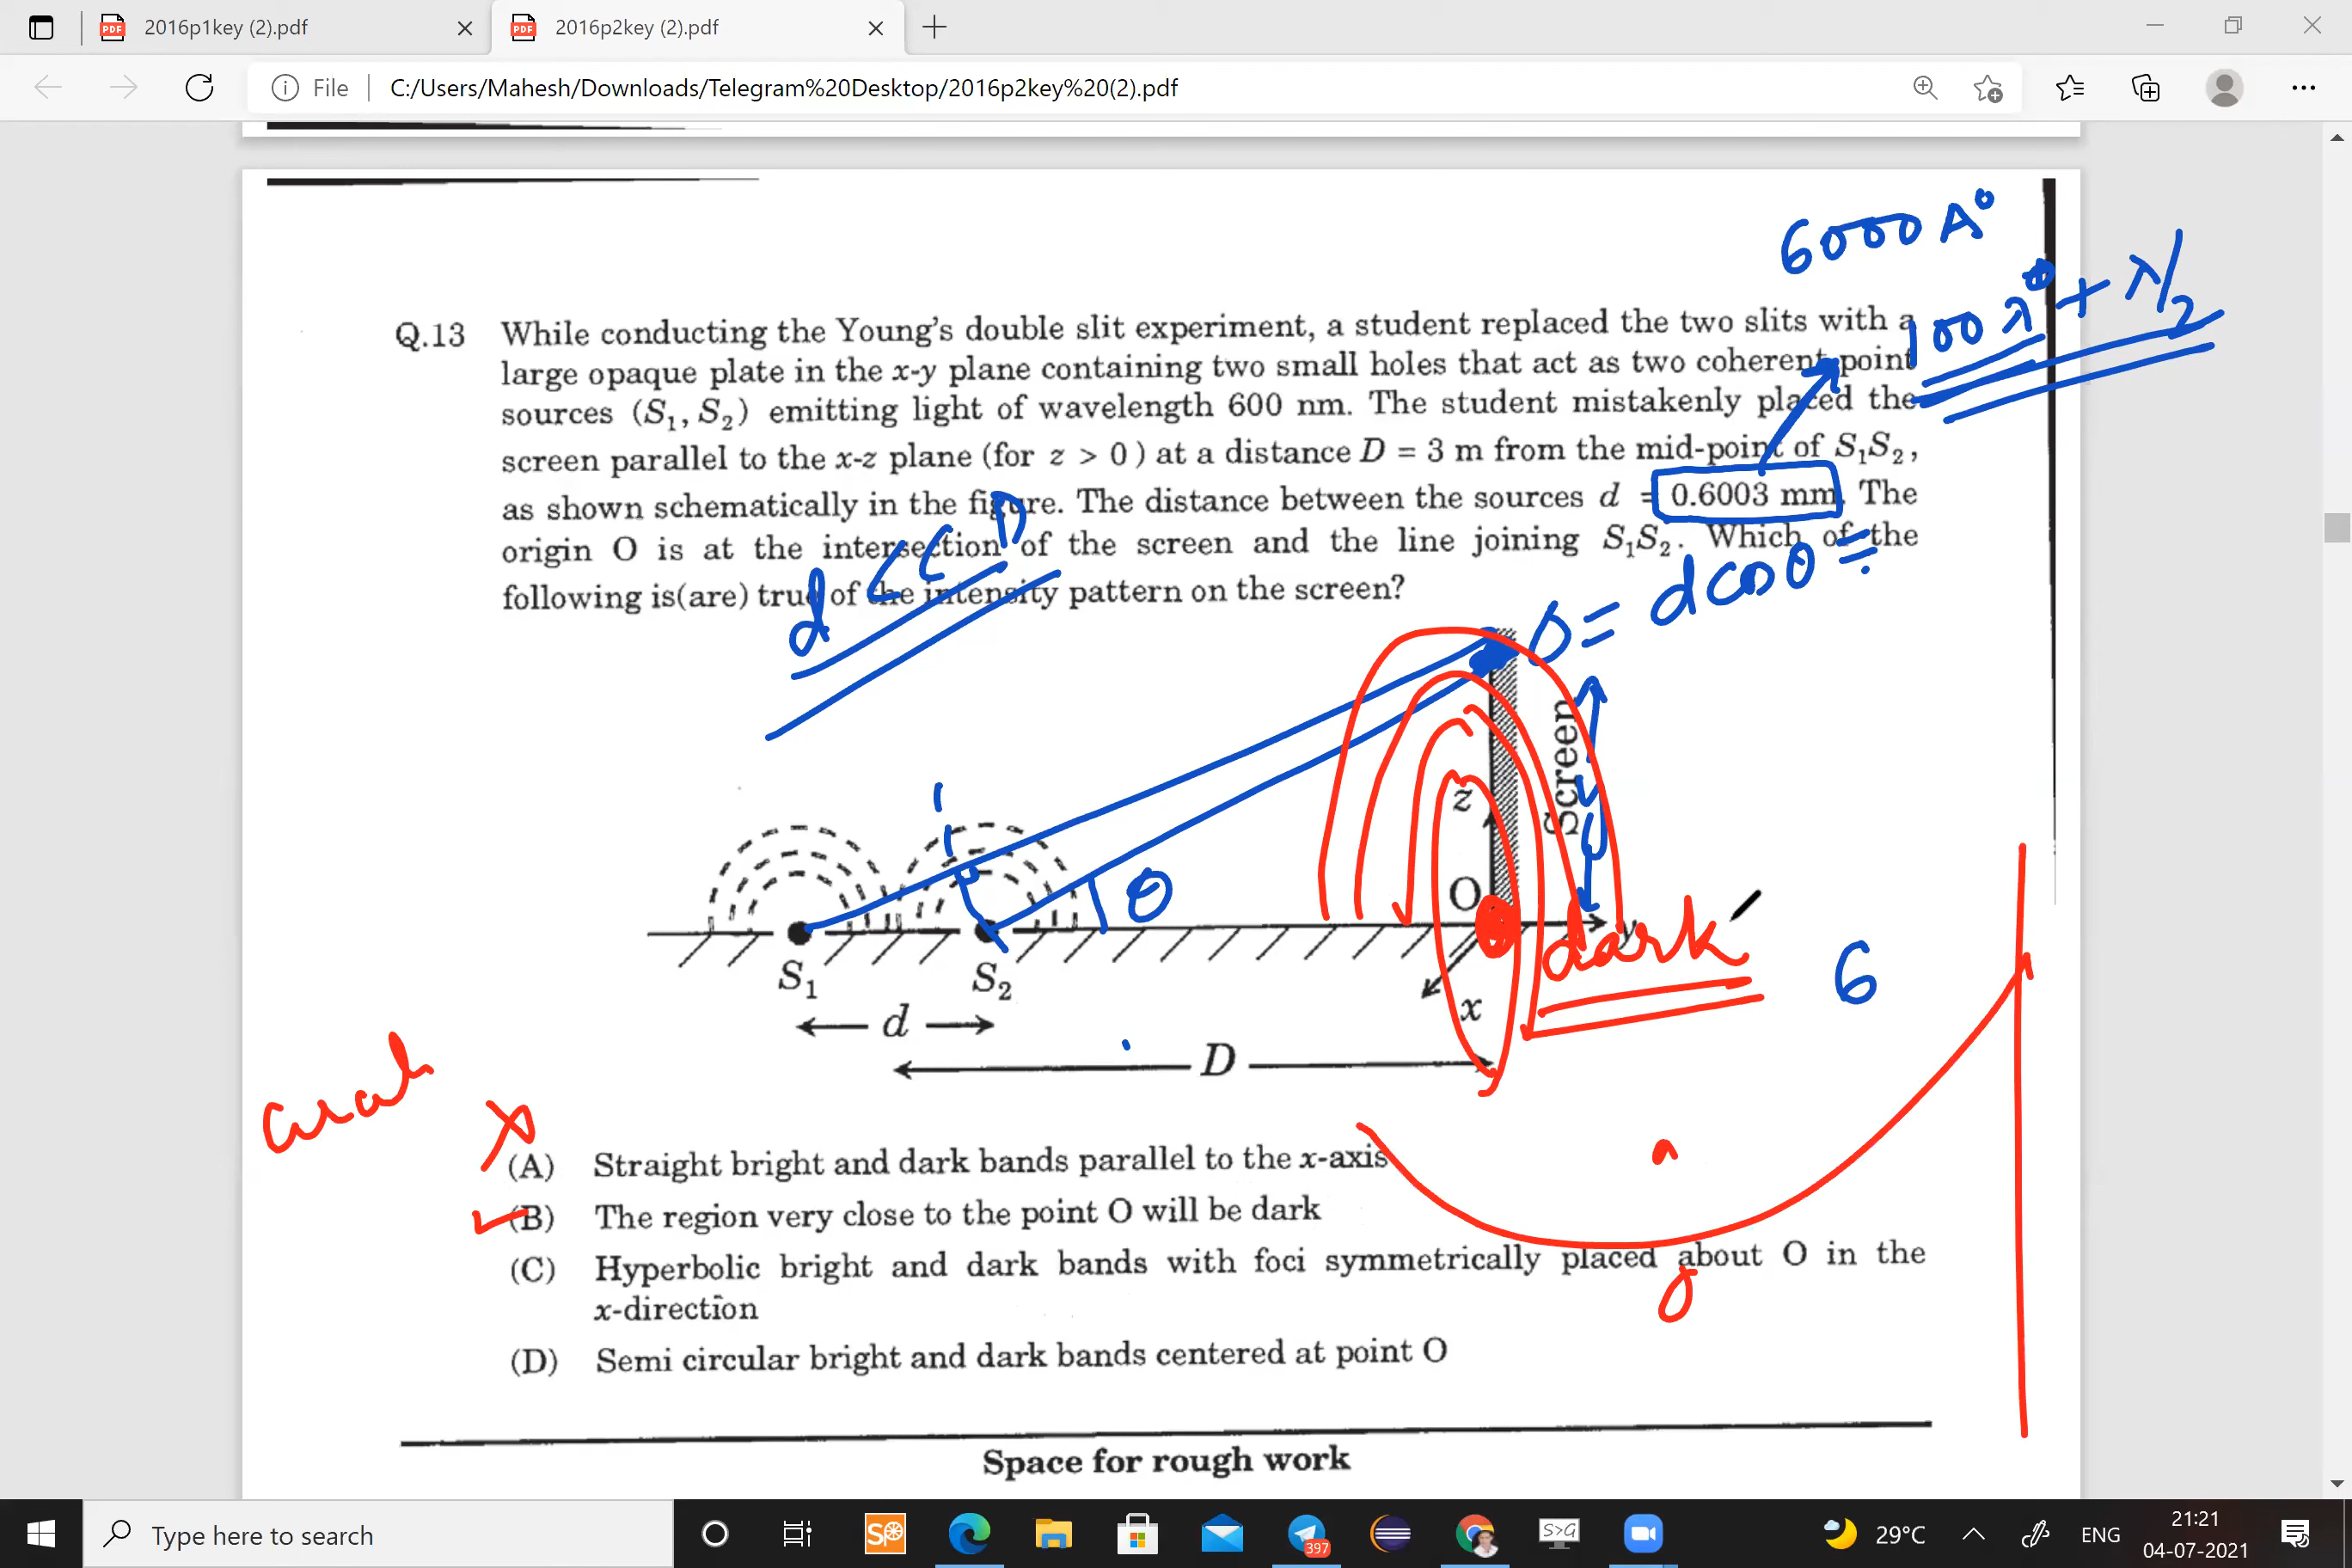 2016p1key (2).pdf
2016p2key (2).pdf
File
C:/Users/Mahesh/Downloads/Telegram%20Desktop/2016p2key%20(2).pdf
6000 A°
100 λ + λ/2
Q.13 While conducting the Young's double slit experiment, a student replaced the two slits with a
large opaque plate in the x-y plane containing two small holes that act as two coherent point
sources (S₁, S₂) emitting light of wavelength 600 nm. The student mistakenly placed the
screen parallel to the x-z plane (for z > 0) at a distance D = 3 m from the mid-point of S₁S₂,
as shown schematically in the figure. The distance between the sources d = 0.6003 mm. The
origin O is at the intersection of the screen and the line joining S₁S₂. Which of the
following is(are) true of the intensity pattern on the screen?
d << D
Δ = d cos θ =
Screen
z
O
θ
y
dark
6
S₁
S₂
x
d
D
(A) Straight bright and dark bands parallel to the x-axis
(B) The region very close to the point O will be dark
(C) Hyperbolic bright and dark bands with foci symmetrically placed about O in the
x-direction
(D) Semi circular bright and dark bands centered at point O
Space for rough work
Type here to search
397
S>G
29°C
ENG
21:21
04-07-2021